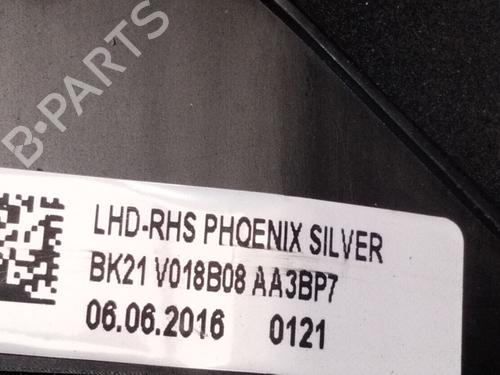 B-PARTS
LHD-RHS PHOENIX SILVER
BK21 V018B08 AA3BP7
06.06.2016 0121